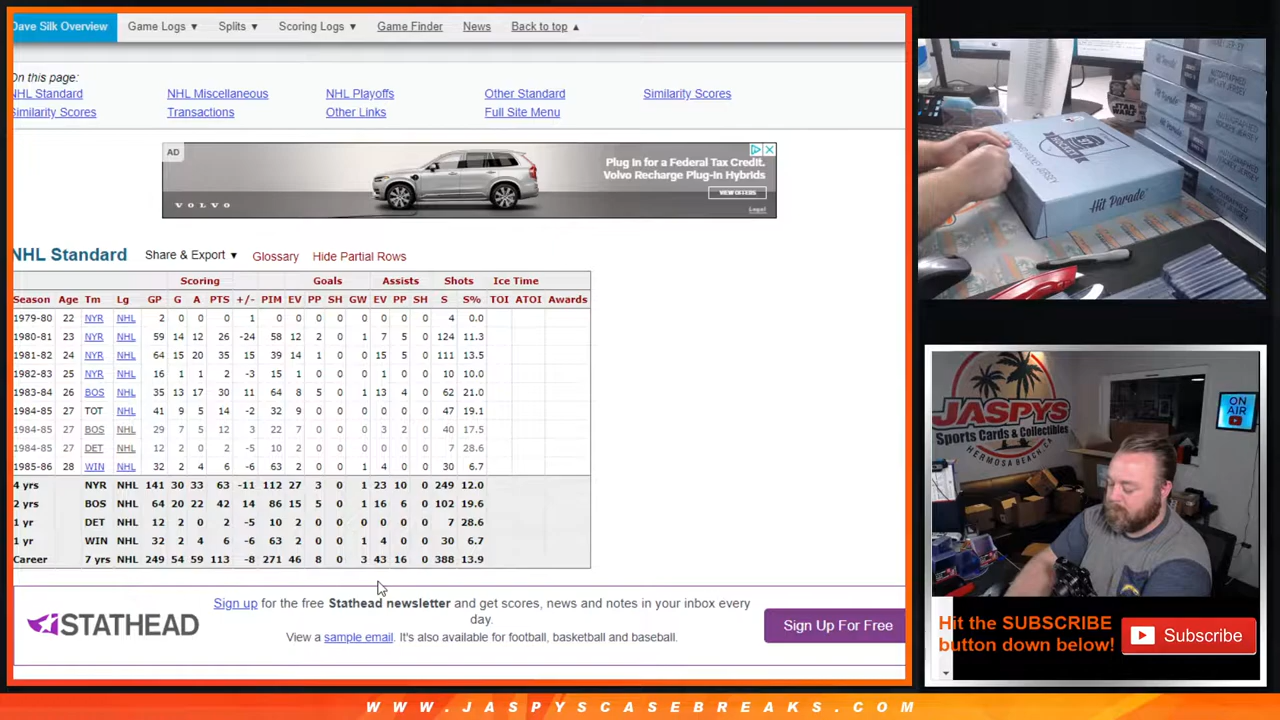 Dave Silk Overview Game Logs ▼ Splits ▼ Scoring Logs ▼ Game Finder News Back to top ▲
On this page:
NHL Standard NHL Miscellaneous NHL Playoffs Other Standard Similarity Scores
Similarity Scores Transactions Other Links Full Site Menu
AD
Plug in for a Federal Tax Credit.
Volvo Recharge Plug-In Hybrids
VIEW OFFERS
VOLVO
Legal
NHL Standard Share & Export ▼ Glossary Hide Partial Rows
Scoring Goals Assists Shots Ice Time
Season Age Tm Lg GP G A PTS +/- PIM EV PP SH GW EV PP SH S S% TOI ATOI Awards
1979-80 22 NYR NHL 2 0 0 0 1 0 0 0 0 0 0 0 0 4 0.0
1980-81 23 NYR NHL 59 14 12 26 -24 58 12 2 0 1 7 5 0 124 11.3
1981-82 24 NYR NHL 64 15 20 35 15 39 14 1 0 0 15 5 0 111 13.5
1982-83 25 NYR NHL 16 1 1 2 -3 15 1 0 0 0 1 0 0 10 10.0
1983-84 26 BOS NHL 35 13 17 30 11 64 8 5 0 1 13 4 0 62 21.0
1984-85 27 TOT NHL 41 9 5 14 -2 32 9 0 0 0 3 2 0 47 19.1
1984-85 27 BOS NHL 29 7 5 12 3 22 7 0 0 0 3 2 0 40 17.5
1984-85 27 DET NHL 12 2 0 2 -5 10 2 0 0 0 0 0 0 7 28.6
1985-86 28 WIN NHL 32 2 4 6 -6 63 2 0 0 1 4 0 0 30 6.7
4 yrs NYR NHL 141 30 33 63 -11 112 27 3 0 1 23 10 0 249 12.0
2 yrs BOS NHL 64 20 22 42 14 86 15 5 0 1 16 6 0 102 19.6
1 yr DET NHL 12 2 0 2 -5 10 2 0 0 0 0 0 0 7 28.6
1 yr WIN NHL 32 2 4 6 -6 63 2 0 0 1 4 0 0 30 6.7
Career 7 yrs NHL 249 54 59 113 -8 271 46 8 0 3 43 16 0 388 13.9
STATHEAD
Sign up for the free Stathead newsletter and get scores, news and notes in your inbox every
day.
View a sample email. It's also available for football, basketball and baseball.
Sign Up For Free
STAR
WARS
Hit Parade
JASPYS
Sports Cards & Collectibles
HERMOSA BEACH, CA
ON
AIR
Hit the SUBSCRIBE
button down below!
Subscribe
WWW.JASPYSCASEBREAKS.COM